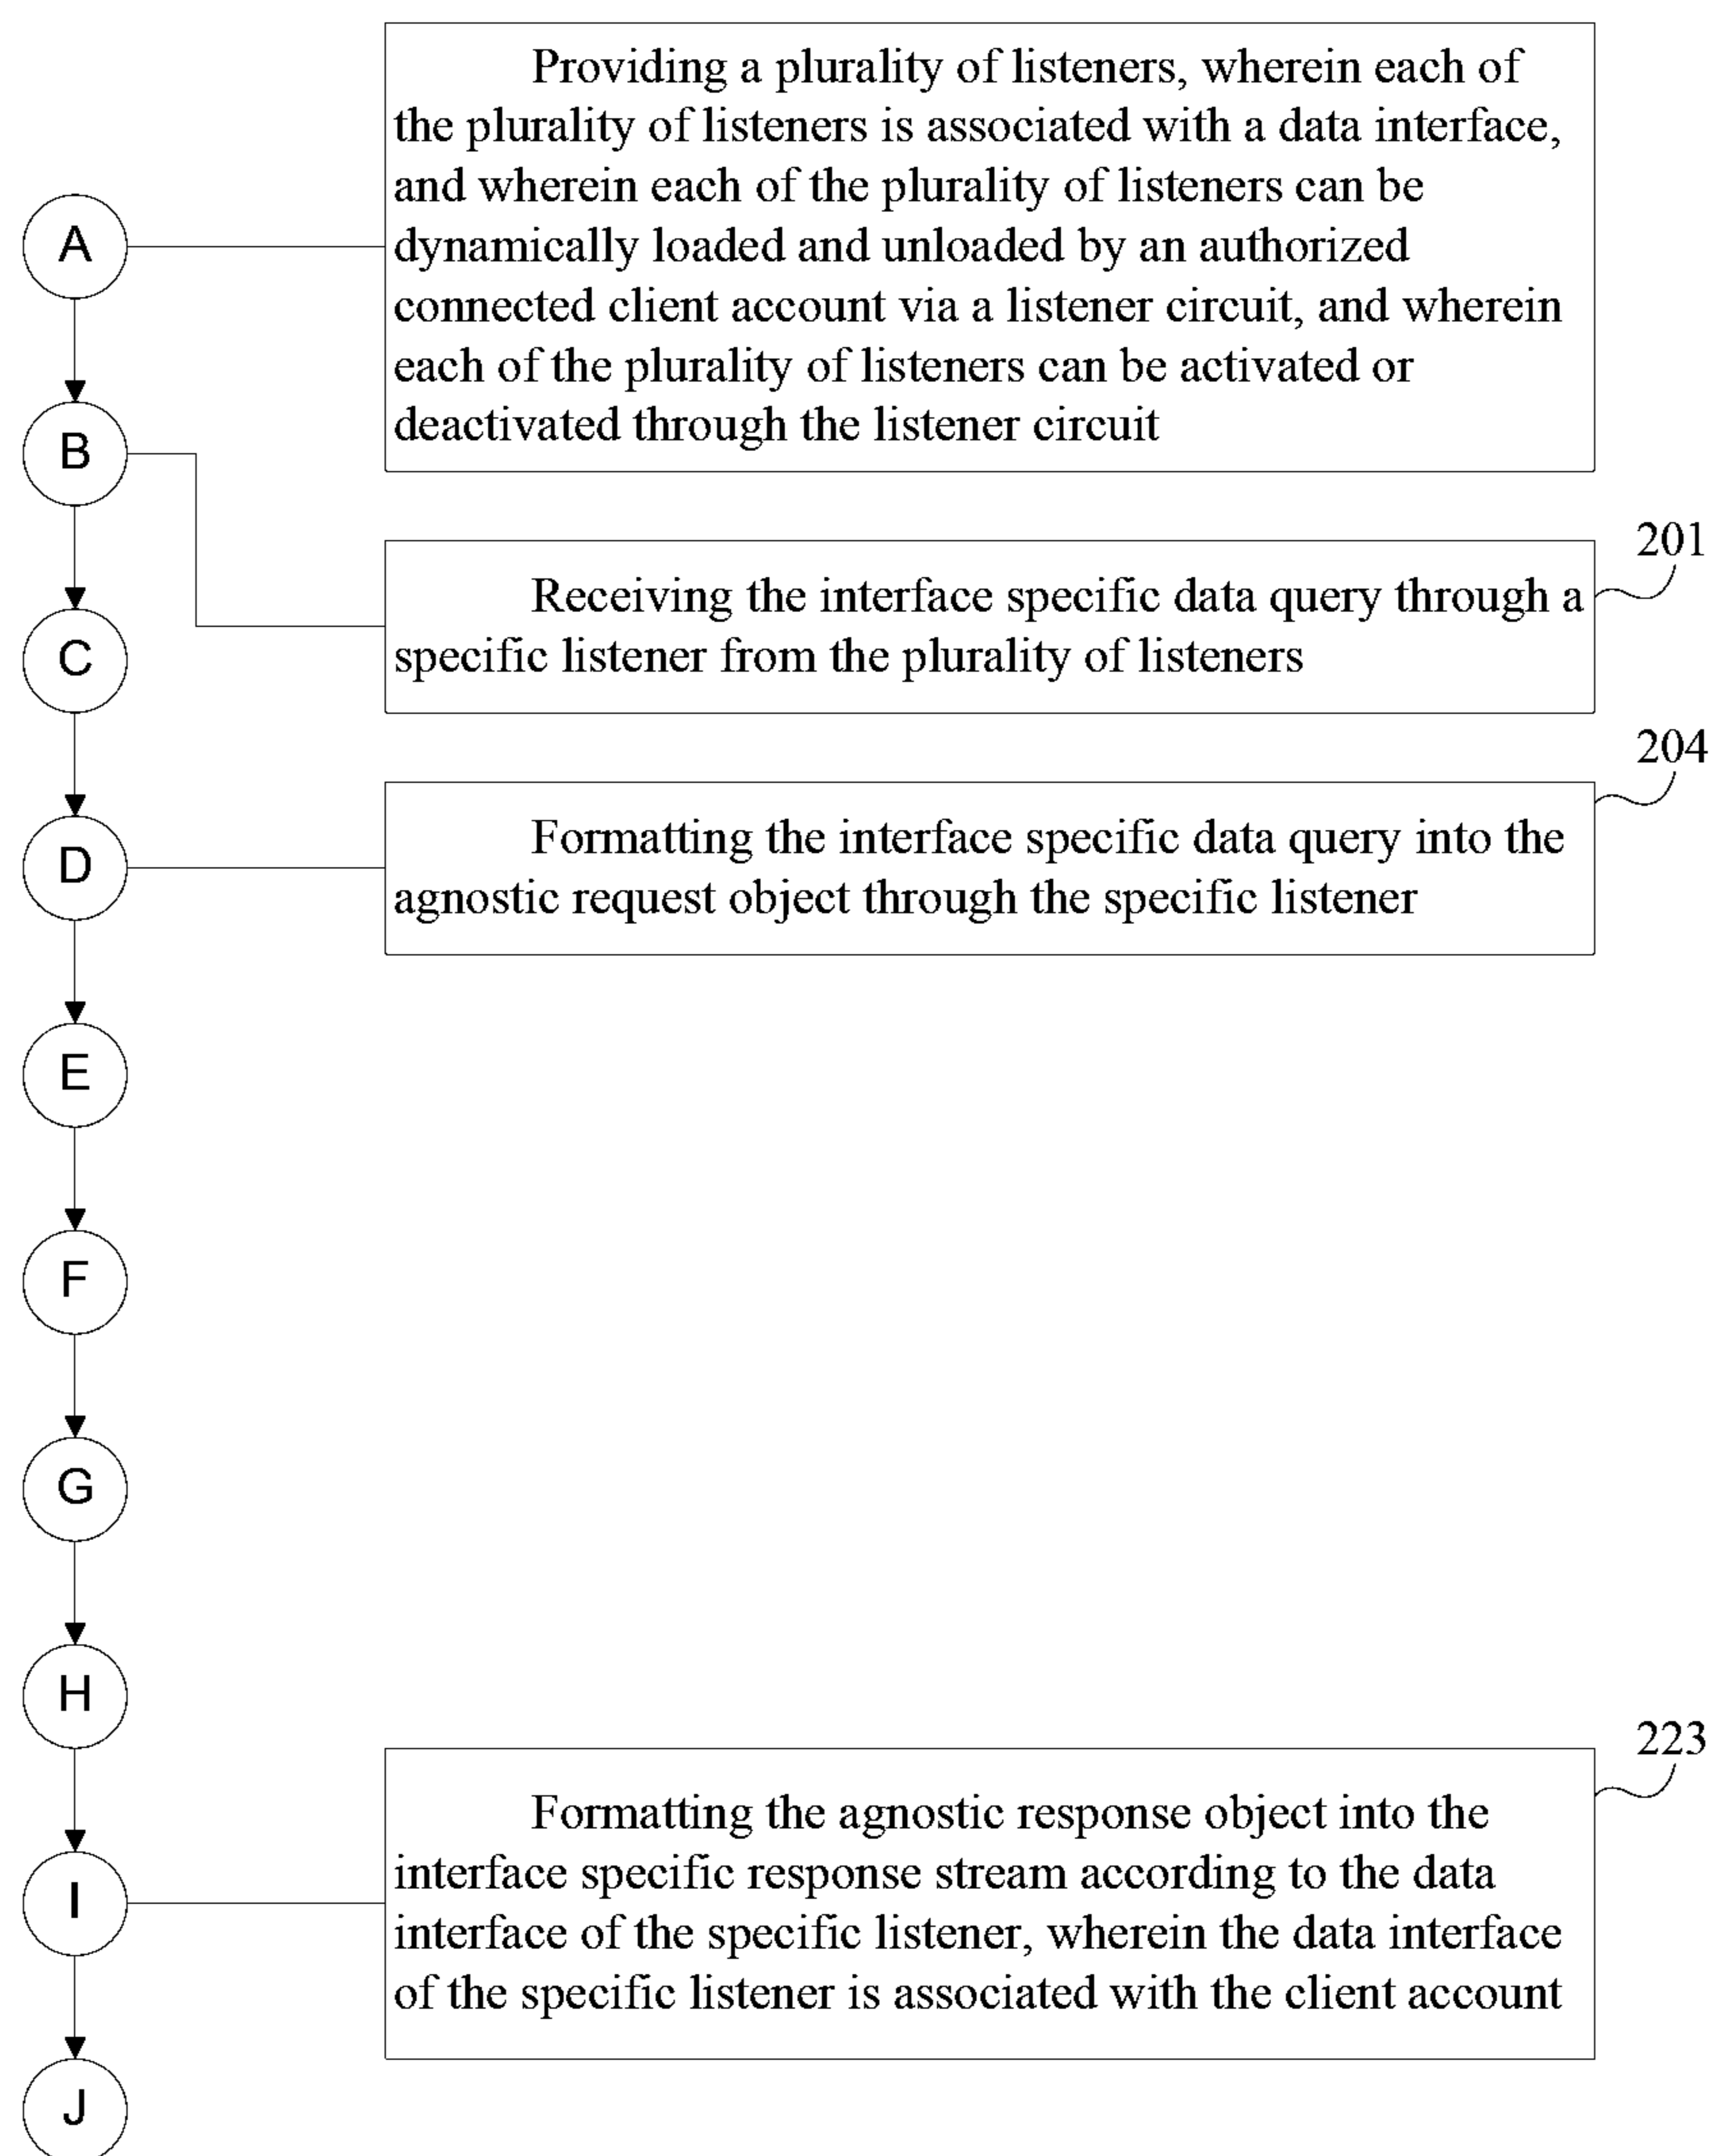 Providing a plurality of listeners, wherein each of
the plurality of listeners is associated with a data interface,
and wherein each of the plurality of listeners can be
dynamically loaded and unloaded by an authorized
connected client account via a listener circuit, and wherein
each of the plurality of listeners can be activated or
deactivated through the listener circuit
A
B
201
Receiving the interface specific data query through a
specific listener from the plurality of listeners
C
204
Formatting the interface specific data query into the
agnostic request object through the specific listener
D
E
F
G
H
223
Formatting the agnostic response object into the
interface specific response stream according to the data
interface of the specific listener, wherein the data interface
of the specific listener is associated with the client account
I
J